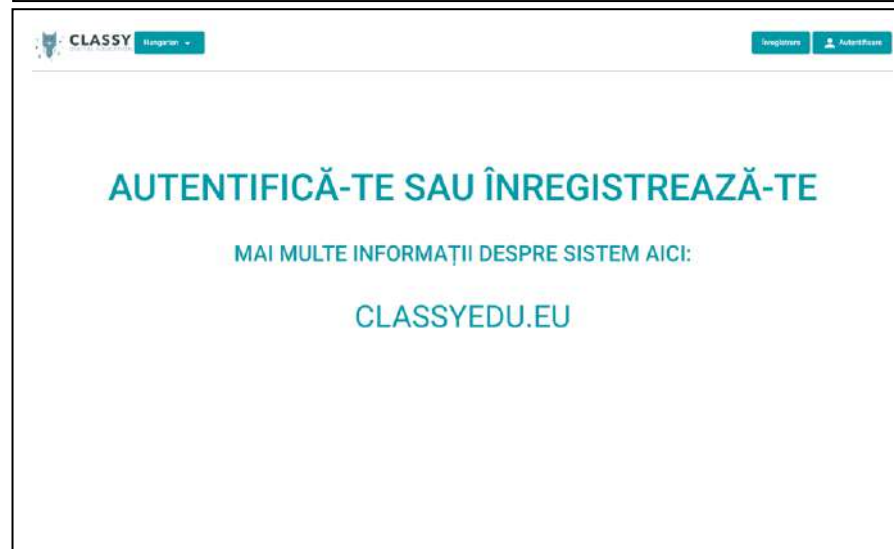 CLASSY
Hungarian
Înregistrare
Autentificare
AUTENTIFICĂ-TE SAU ÎNREGISTREAZĂ-TE
MAI MULTE INFORMAȚII DESPRE SISTEM AICI:
CLASSYEDU.EU